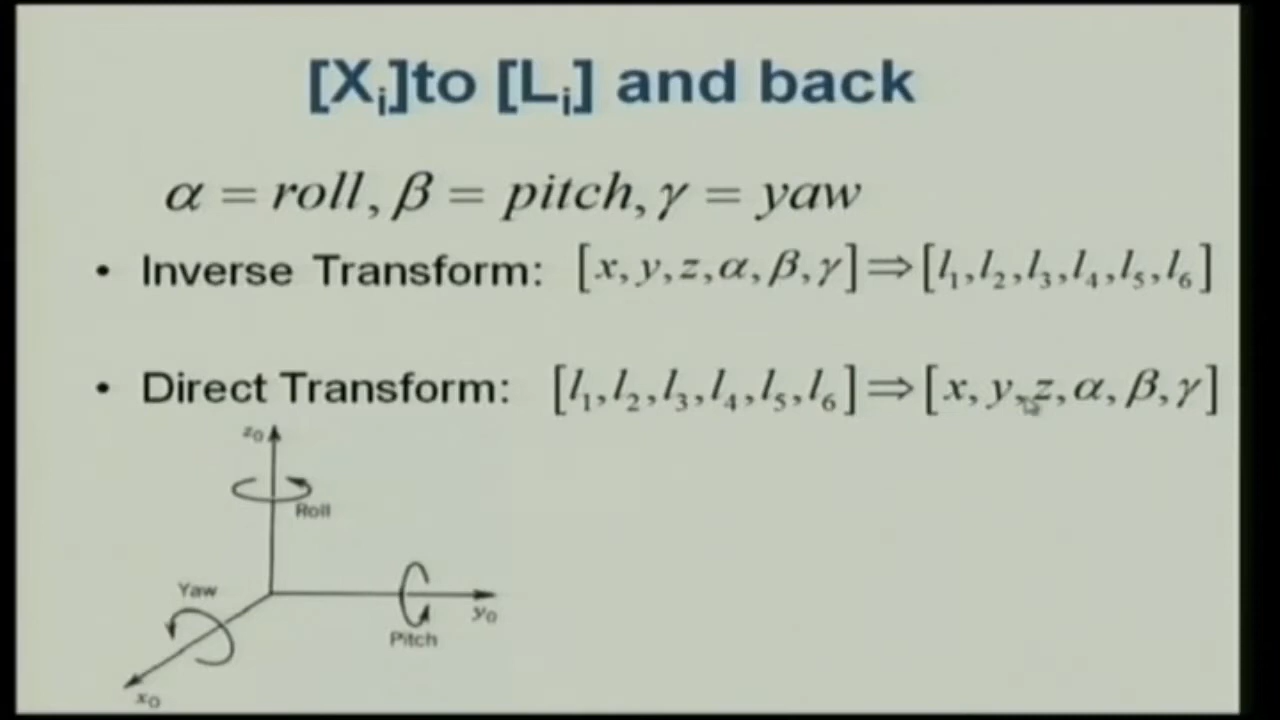 [Xᵢ]to [Lᵢ] and back
α = roll, β = pitch, γ = yaw
• Inverse Transform: [x, y, z, α, β, γ] ⇒ [l₁, l₂, l₃, l₄, l₅, l₆]
• Direct Transform: [l₁, l₂, l₃, l₄, l₅, l₆] ⇒ [x, y, z, α, β, γ]
z₀
Roll
Yaw
y₀
Pitch
x₀